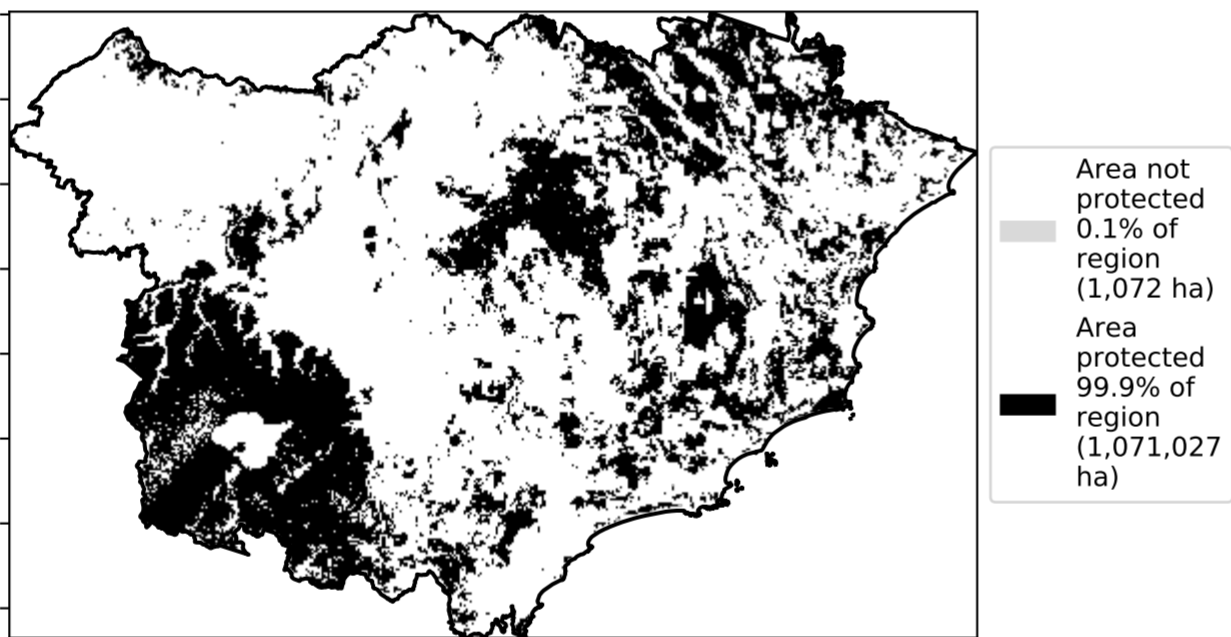 Area not
protected
0.1% of
region
(1,072 ha)
Area
protected
99.9% of
region
(1,071,027
ha)